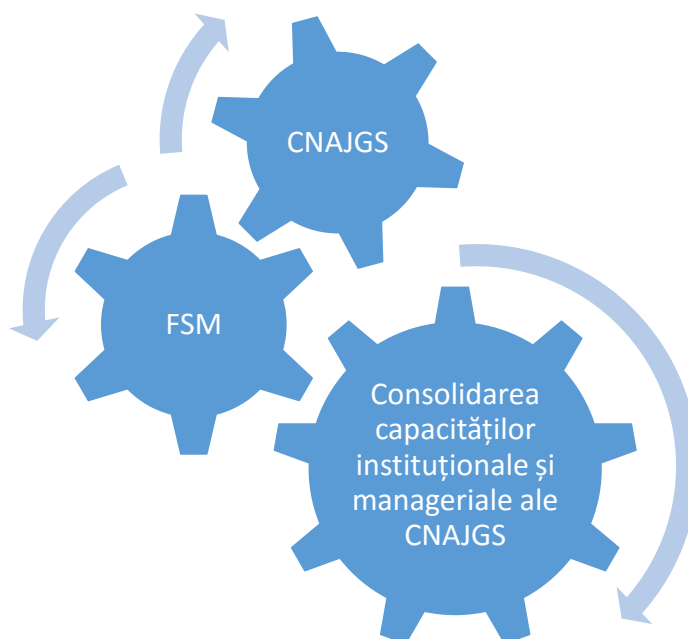 CNAJGS
FSM
Consolidarea
capacităților
instituționale și
manageriale ale
CNAJGS